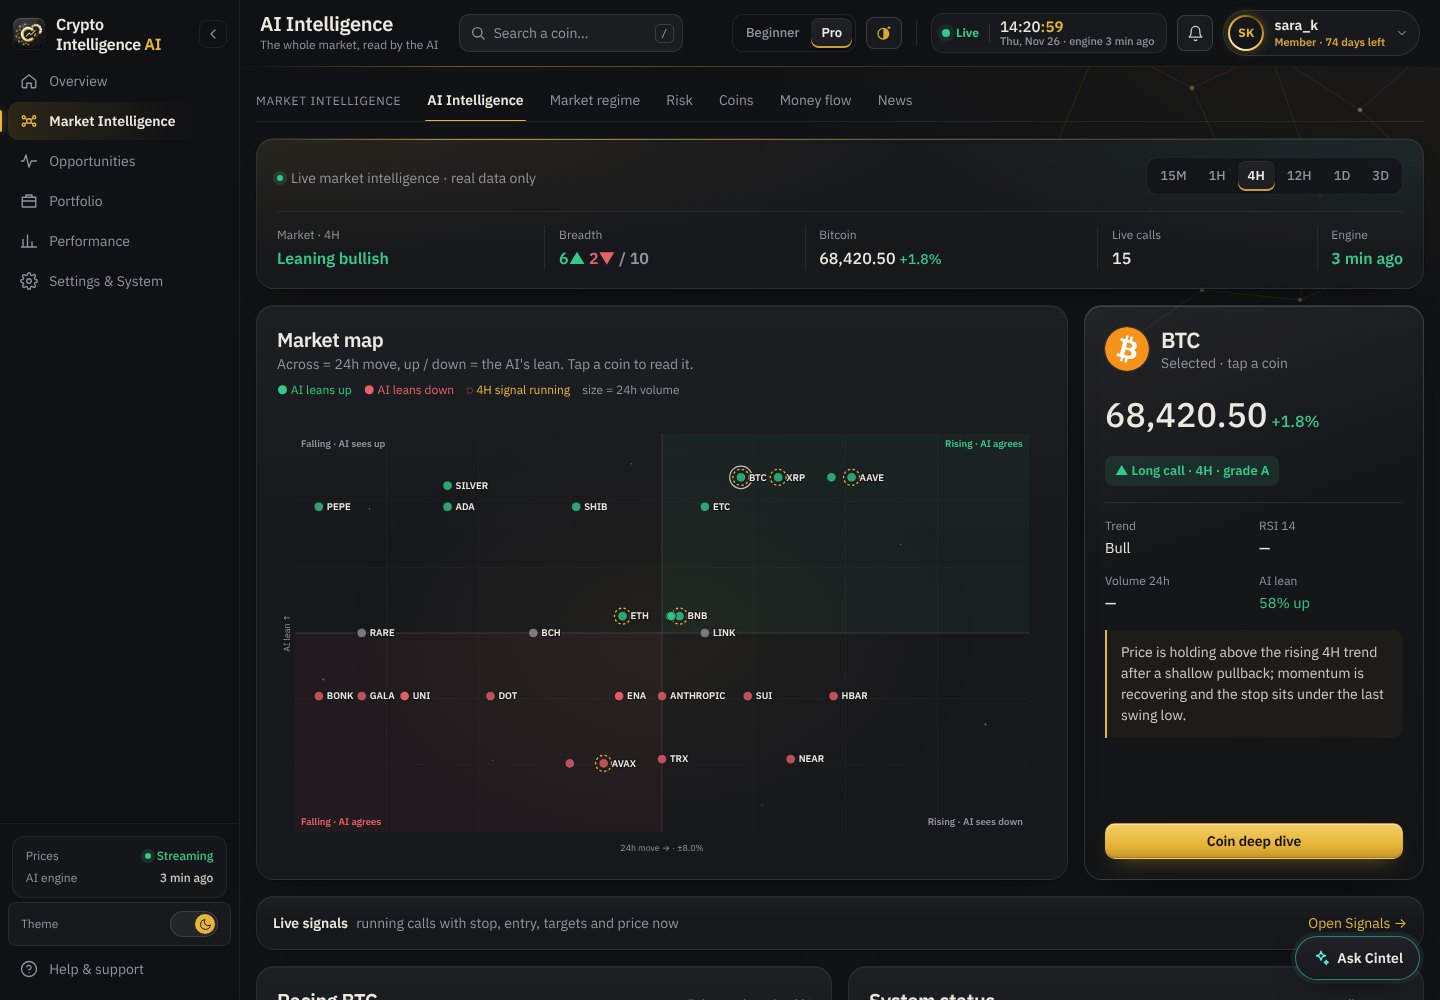 Crypto
Intelligence AI
AI Intelligence
The whole market, read by the AI
Search a coin...
/
Beginner
Pro
Live
14:20:59
Thu, Nov 26 · engine 3 min ago
SK
sara_k
Member · 74 days left
Overview
Market Intelligence
Opportunities
Portfolio
Performance
Settings & System
MARKET INTELLIGENCE
AI Intelligence
Market regime
Risk
Coins
Money flow
News
Live market intelligence · real data only
15M
1H
4H
12H
1D
3D
Market · 4H
Leaning bullish
Breadth
6▲ 2▼ / 10
Bitcoin
68,420.50 +1.8%
Live calls
15
Engine
3 min ago
Market map
Across = 24h move, up / down = the AI's lean. Tap a coin to read it.
AI leans up
AI leans down
4H signal running
size = 24h volume
Falling · AI sees up
Rising · AI agrees
BTC
XRP
AAVE
SILVER
PEPE
ADA
SHIB
ETC
ETH
BNB
RARE
BCH
LINK
AI lean ↑
BONK
GALA
UNI
DOT
ENA
ANTHROPIC
SUI
HBAR
AVAX
TRX
NEAR
Falling · AI agrees
Rising · AI sees down
24h move → · ±8.0%
BTC
Selected · tap a coin
68,420.50 +1.8%
▲ Long call · 4H · grade A
Trend
RSI 14
Bull
—
Volume 24h
AI lean
—
58% up
Price is holding above the rising 4H trend
after a shallow pullback; momentum is
recovering and the stop sits under the last
swing low.
Coin deep dive
Live signals
running calls with stop, entry, targets and price now
Open Signals →
Ask Cintel
Prices
Streaming
AI engine
3 min ago
Theme
Help & support
Racing BTC
System status